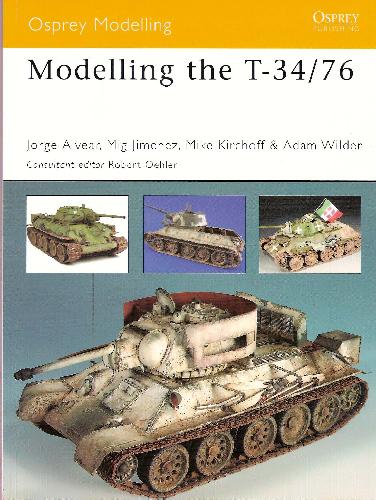 Osprey Modelling
OSPREY
PUBLISHING
Modelling the T-34/76
Jorge Alvear, Mig Jimenez, Mike Kirchoff & Adam Wilder
Consultant editor Robert Oehler